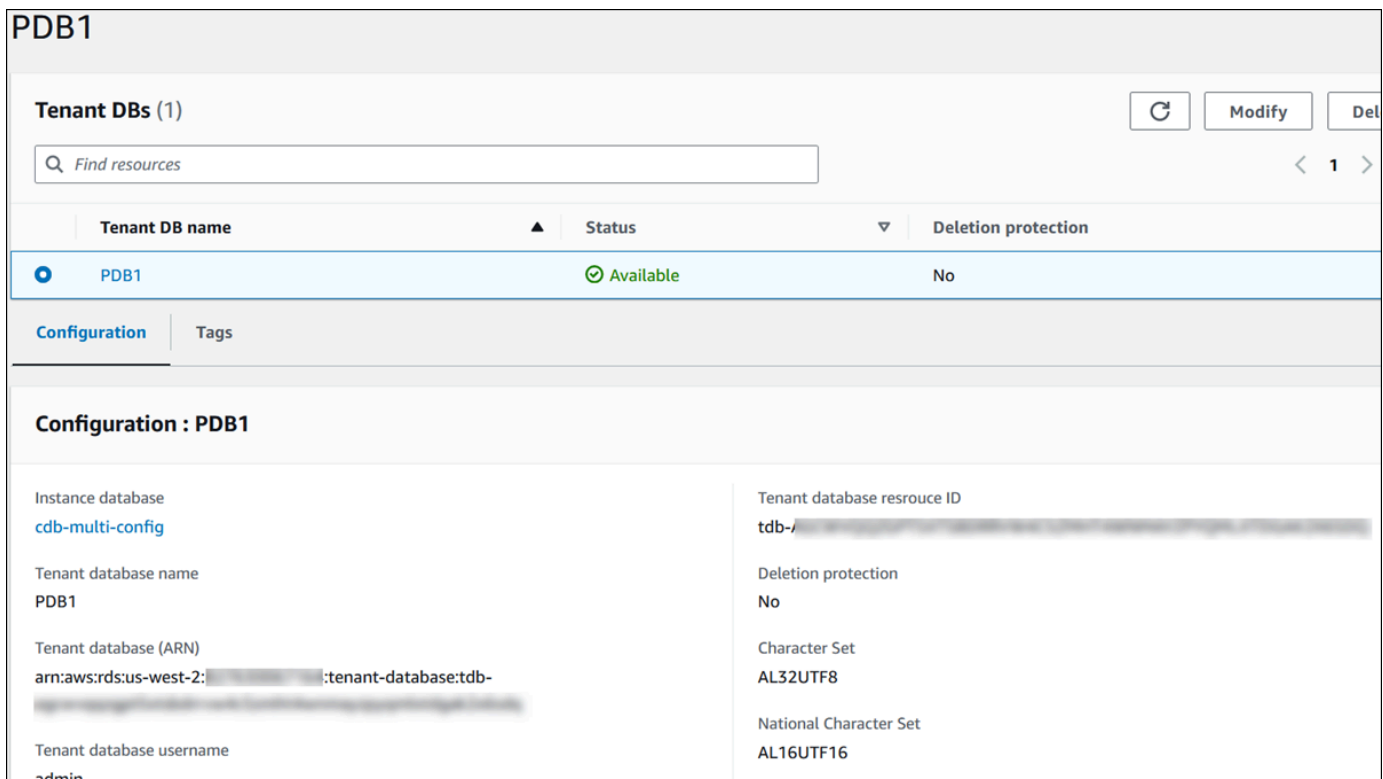 PDB1
Tenant DBs (1)
Modify
Del
Find resources
1
Tenant DB name
Status
Deletion protection
PDB1
Available
No
Configuration
Tags
Configuration : PDB1
Instance database
cdb-multi-config
Tenant database name
PDB1
Tenant database (ARN)
arn:aws:rds:us-west-2: :tenant-database:tdb-
Tenant database username
admin
Tenant database resrouce ID
tdb-
Deletion protection
No
Character Set
AL32UTF8
National Character Set
AL16UTF16